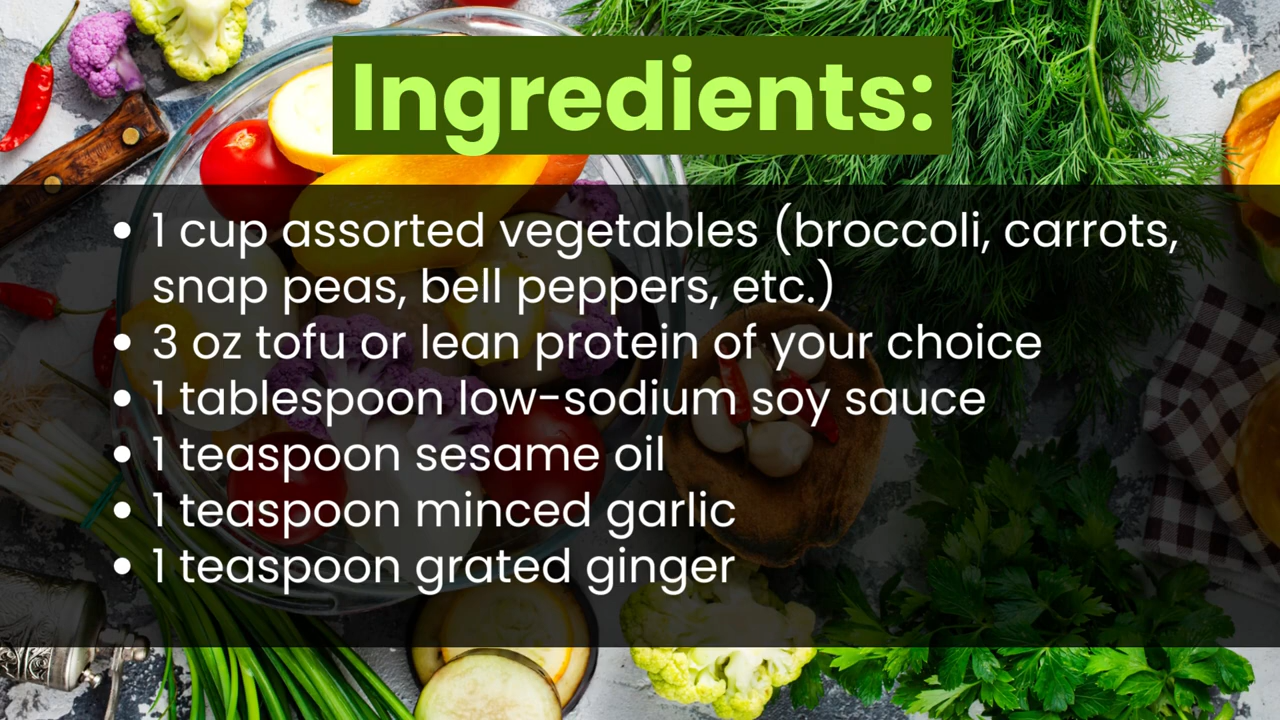 Ingredients:
• 1 cup assorted vegetables (broccoli, carrots,
snap peas, bell peppers, etc.)
• 3 oz tofu or lean protein of your choice
• 1 tablespoon low-sodium soy sauce
• 1 teaspoon sesame oil
• 1 teaspoon minced garlic
• 1 teaspoon grated ginger